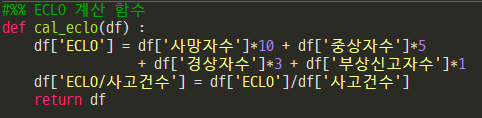 #%% ECLO 계산 함수
def cal_eclo(df) :
    df['ECLO'] = df['사망자수']*10 + df['중상자수']*5
                + df['경상자수']*3 + df['부상신고자수']*1
    df['ECLO/사고건수'] = df['ECLO']/df['사고건수']
    return df